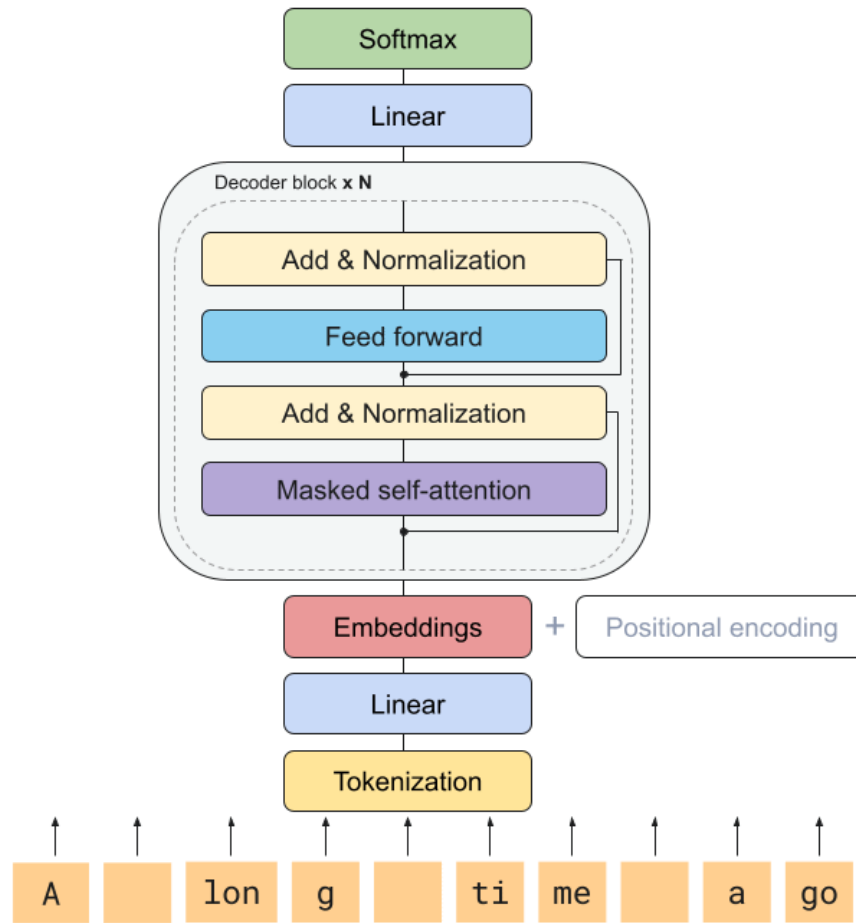 Softmax
Linear
Decoder block x N
Add & Normalization
Feed forward
Add & Normalization
Masked self-attention
Embeddings + Positional encoding
Linear
Tokenization
A lon g ti me a go